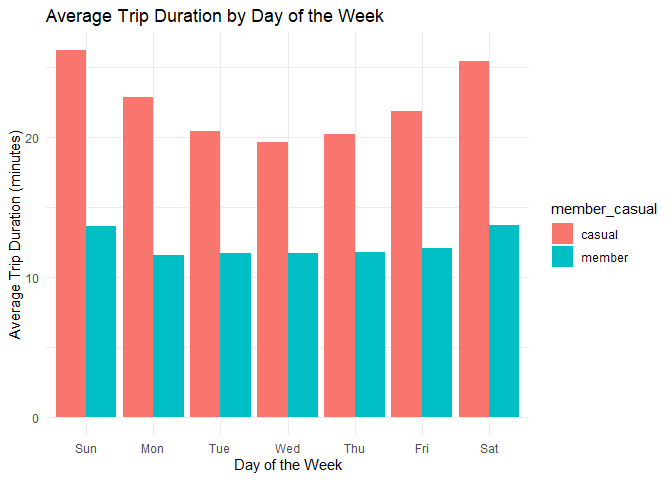 Average Trip Duration by Day of the Week
Average Trip Duration (minutes)
20
10
0
Sun Mon Tue Wed Thu Fri Sat
Day of the Week
member_casual
casual
member